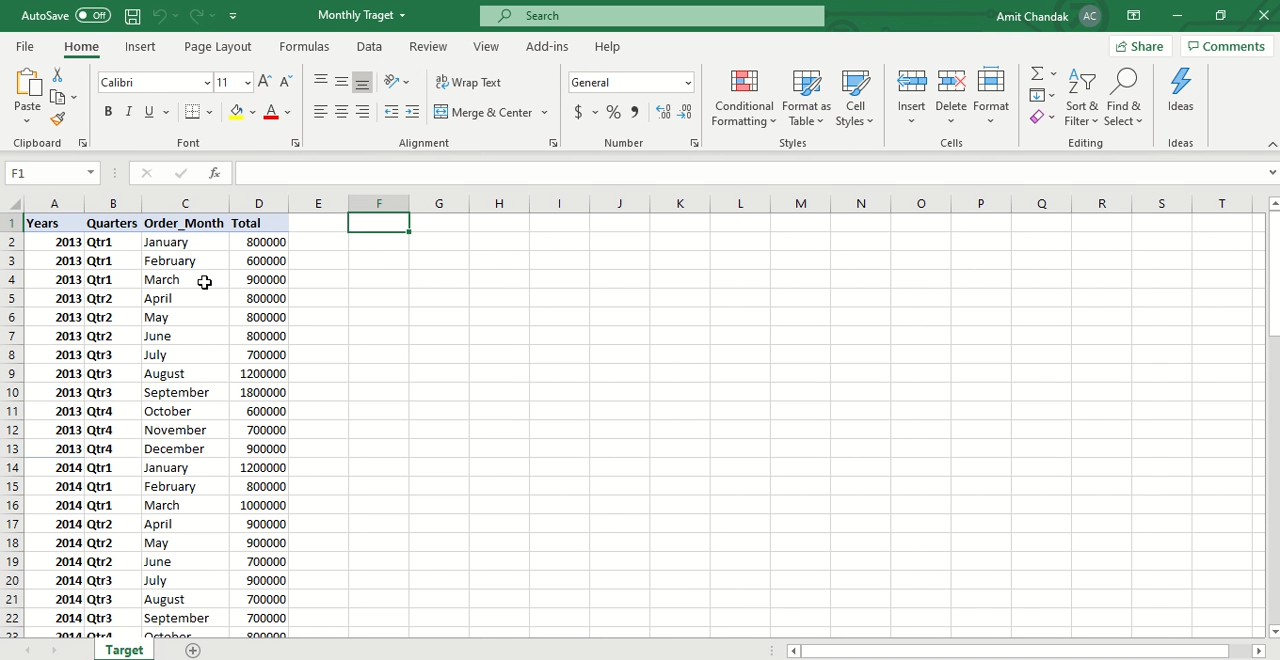 AutoSave Off Monthly Traget Search Amit Chandak AC
File Home Insert Page Layout Formulas Data Review View Add-ins Help Share Comments
Paste
Calibri 11
B I U
Wrap Text
Merge & Center
General
$ % ,
Conditional Formatting
Format as Table
Cell Styles
Insert Delete Format
Sort & Filter
Find & Select
Ideas
Clipboard Font Alignment Number Styles Cells Editing Ideas
F1 fx
A B C D E F G H I J K L M N O P Q R S T
1 Years Quarters Order_Month Total
2 2013 Qtr1 January 800000
3 2013 Qtr1 February 600000
4 2013 Qtr1 March 900000
5 2013 Qtr2 April 800000
6 2013 Qtr2 May 800000
7 2013 Qtr2 June 800000
8 2013 Qtr3 July 700000
9 2013 Qtr3 August 1200000
10 2013 Qtr3 September 1800000
11 2013 Qtr4 October 600000
12 2013 Qtr4 November 700000
13 2013 Qtr4 December 900000
14 2014 Qtr1 January 1200000
15 2014 Qtr1 February 800000
16 2014 Qtr1 March 1000000
17 2014 Qtr2 April 900000
18 2014 Qtr2 May 900000
19 2014 Qtr2 June 700000
20 2014 Qtr3 July 900000
21 2014 Qtr3 August 700000
22 2014 Qtr3 September 700000
23 2014 Qtr4 October 800000
Target